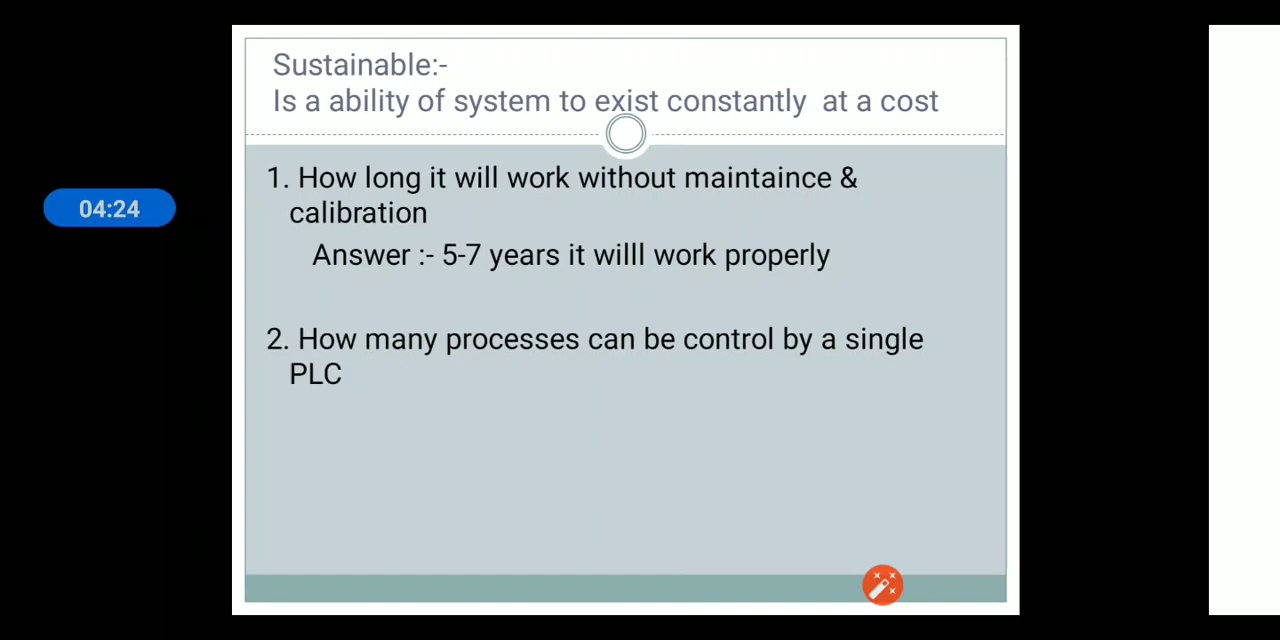 Sustainable:-
Is a ability of system to exist constantly at a cost
04:24
1. How long it will work without maintaince &
calibration
Answer :- 5-7 years it willl work properly
2. How many processes can be control by a single
PLC